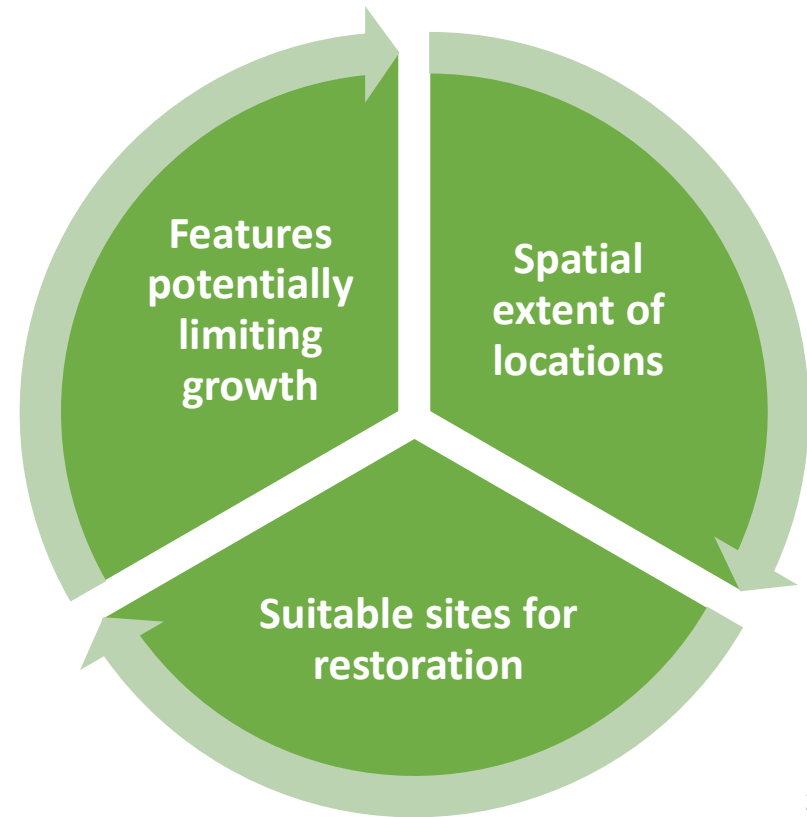 Features
potentially
limiting
growth
Spatial
extent of
locations
Suitable sites for
restoration